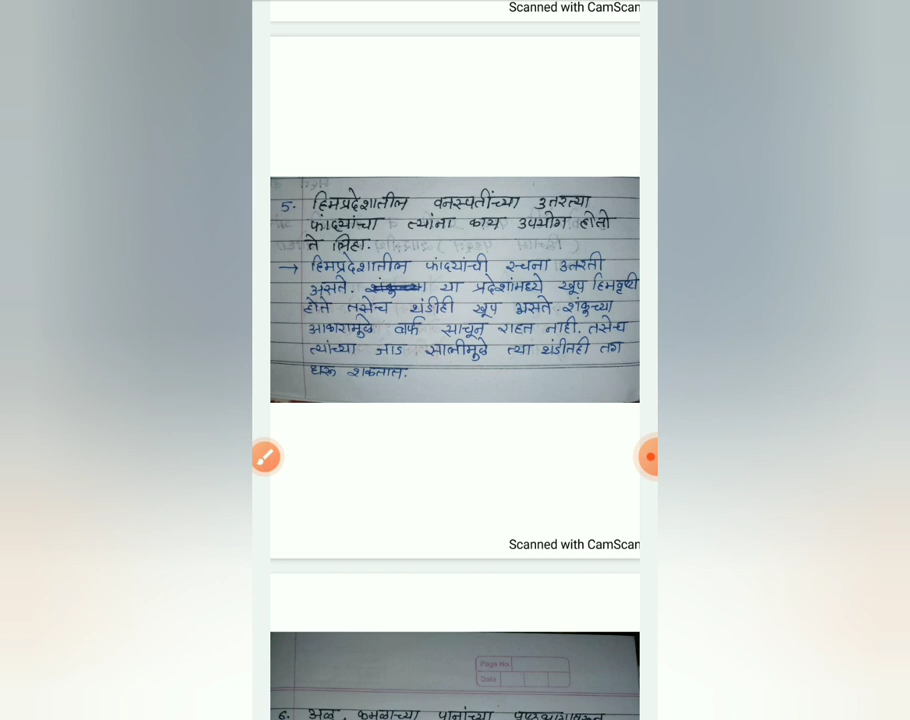 Scanned with CamScan
5. हिमप्रदेशातील वनस्पतींच्या उतरत्या
फांद्यांचा त्यांना काय उपयोग होतो
ते लिहा.
→ हिमप्रदेशातील फांद्यांची रचना उतरती
असते. या प्रदेशांमध्ये खूप हिमवृष्टी
होते तसेच थंडीही खूप असते. शंकूच्या
आकारामुळे बर्फ साचून राहत नाही. तसेच
त्यांच्या जाड सालीमुळे त्या थंडीतही तग
धरू शकतात.
Scanned with CamScan
Page No.
Date
6. अळू, कमळाच्या पानांच्या